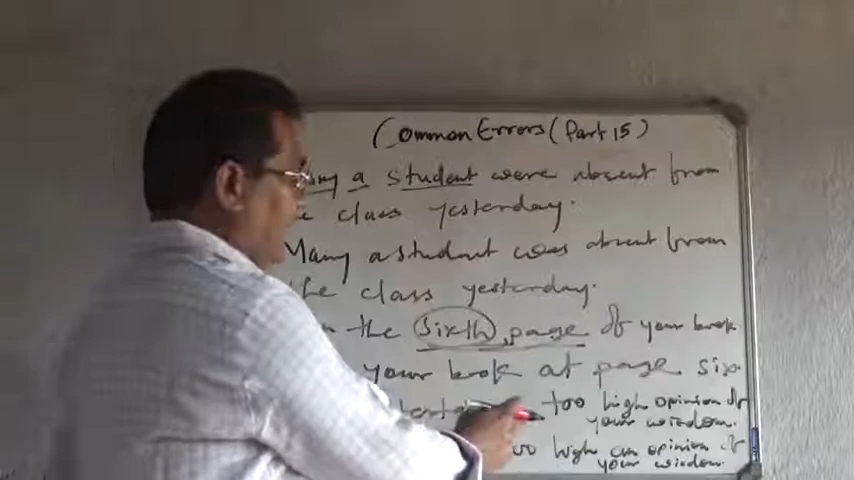 Common Errors (Part 15)
many a student were absent from
class yesterday.
Many a student was absent from
the class yesterday.
the sixth page of your book
your book at page six
too high opinion of
your wisdom.
high an opinion of
your wisdom.